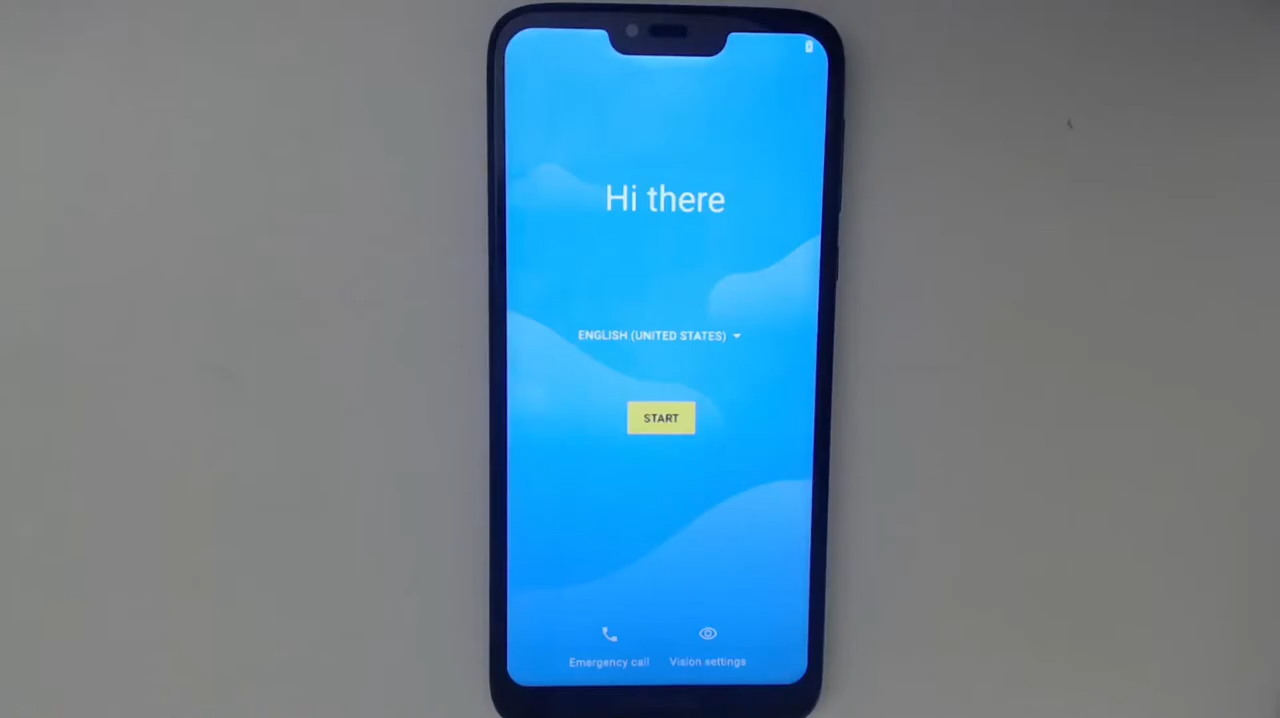 Hi there
ENGLISH (UNITED STATES)
START
Emergency call
Vision settings